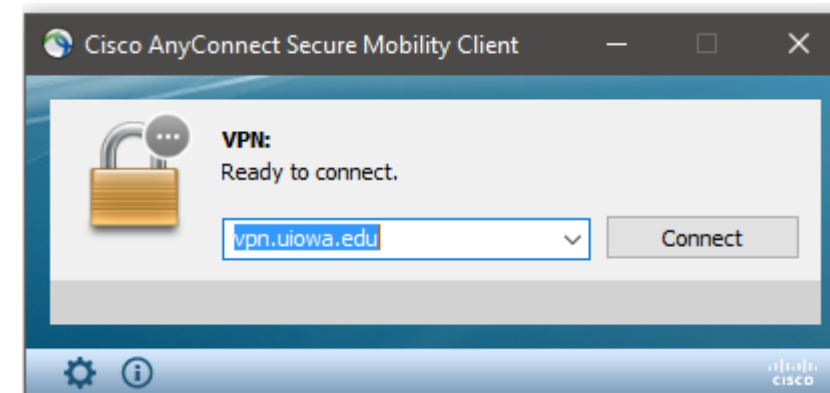 Cisco AnyConnect Secure Mobility Client
VPN:
Ready to connect.
vpn.uiowa.edu
Connect
cisco